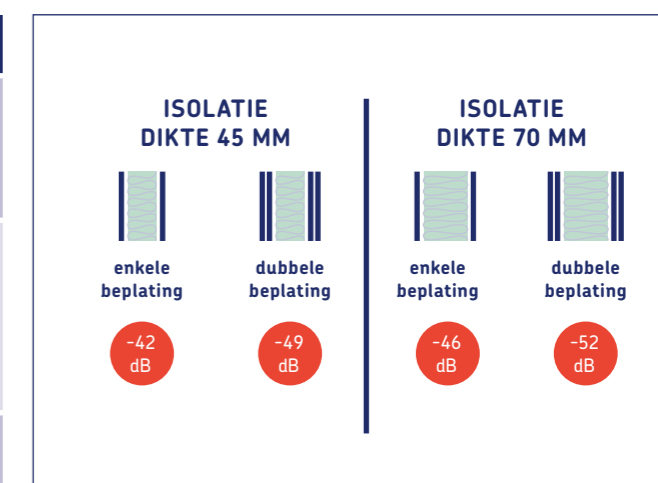 ISOLATIE
DIKTE 45 MM
enkele
beplating
-42
dB
dubbele
beplating
-49
dB
ISOLATIE
DIKTE 70 MM
enkele
beplating
-46
dB
dubbele
beplating
-52
dB